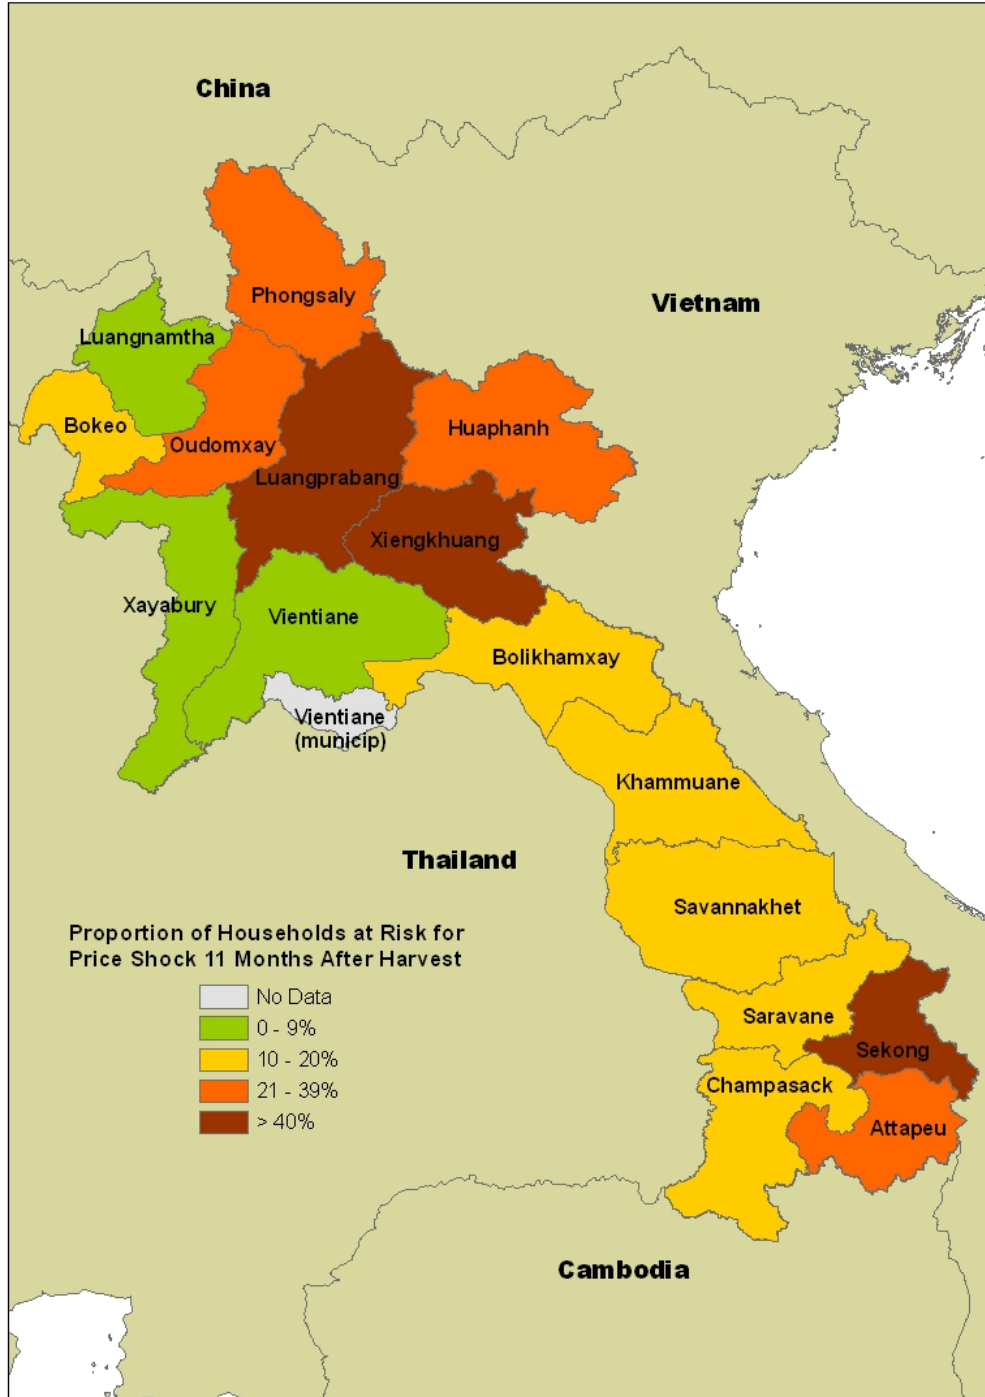 China
Phongsaly
Vietnam
Luangnamtha
Bokeo
Oudomxay
Huaphanh
Luangprabang
Xiengkhuang
Xayabury
Vientiane
Bolikhamxay
Vientiane
(municip)
Khammuane
Thailand
Savannakhet
Proportion of Households at Risk for
Price Shock 11 Months After Harvest
No Data
0 - 9%
10 - 20%
21 - 39%
> 40%
Saravane
Sekong
Champasack
Attapeu
Cambodia